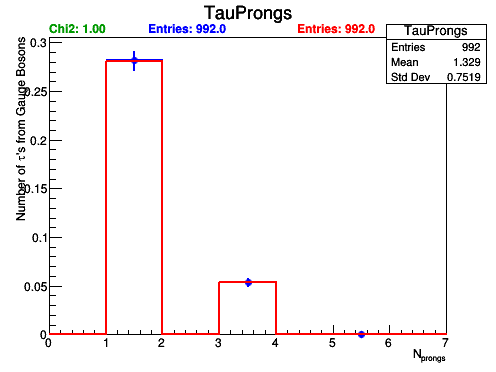 TauProngs
Chi2: 1.00 Entries: 992.0 Entries: 992.0
TauProngs
Entries 992
Mean 1.329
Std Dev 0.7519
Number of τ's from Gauge Bosons
0.3
0.25
0.2
0.15
0.1
0.05
0
0 1 2 3 4 5 6 7
Nprongs